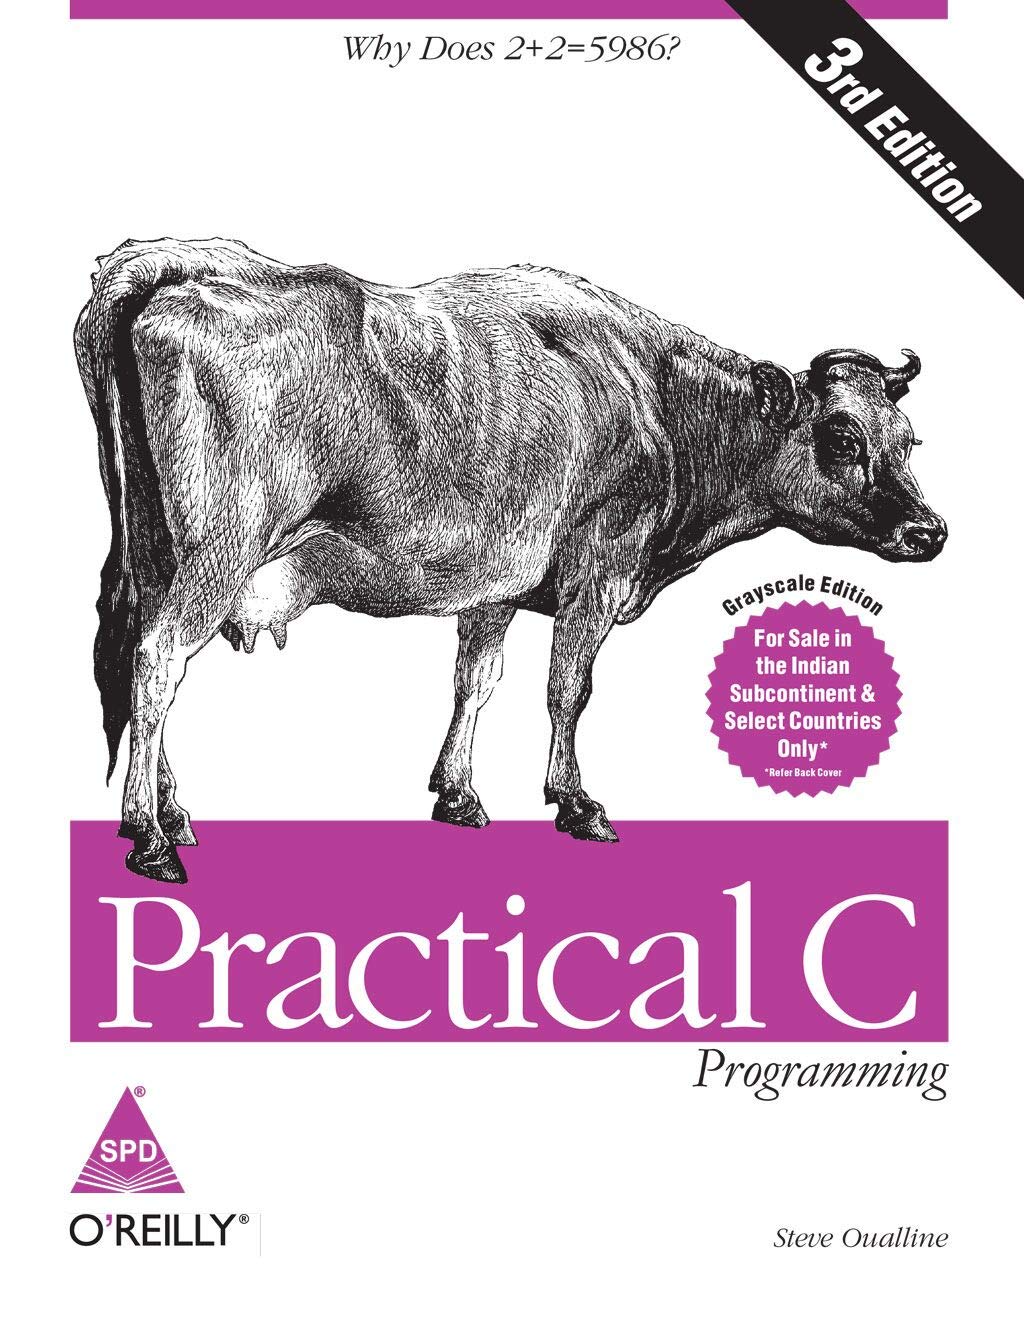 Why Does 2+2=5986?
3rd Edition
Grayscale Edition
For Sale in
the Indian
Subcontinent &
Select Countries
Only*
*Refer Back Cover
Practical C
Programming
SPD®
O'REILLY®
Steve Oualline